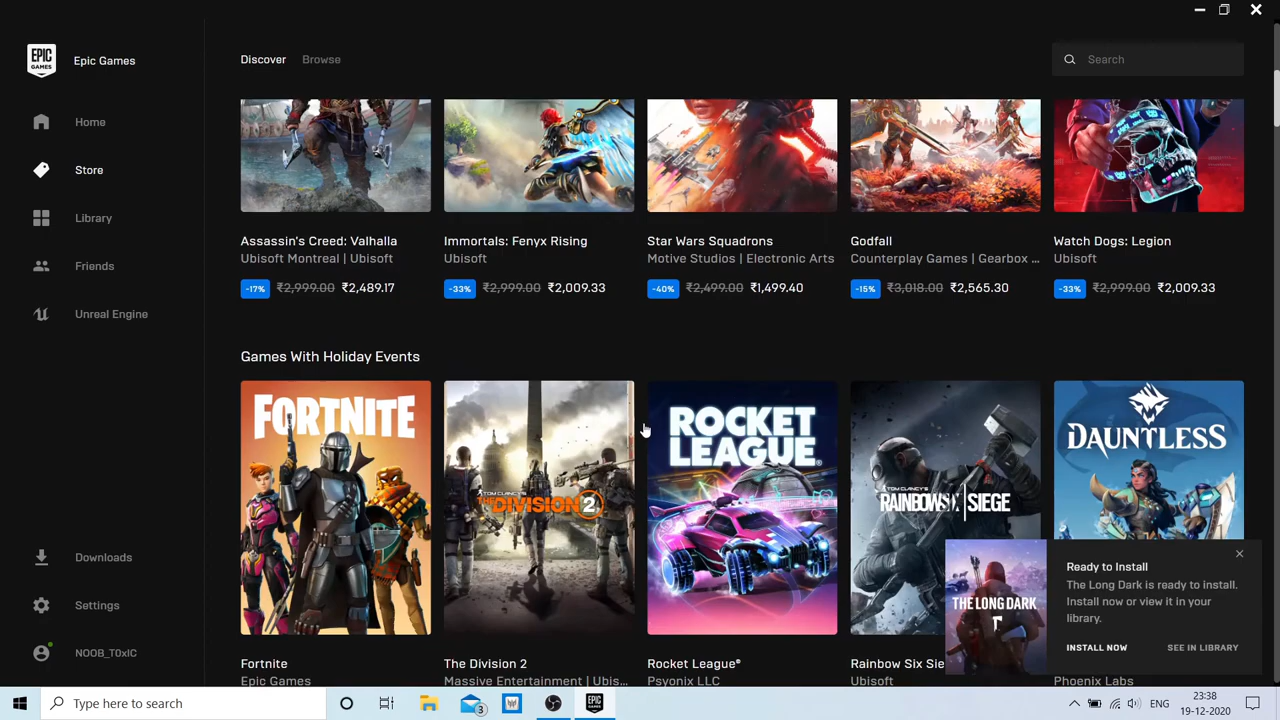 EPIC
GAMES
Epic Games
Discover
Browse
Search
Home
Store
Library
Friends
Unreal Engine
Downloads
Settings
NOOB_T0xIC
Assassin's Creed: Valhalla
Ubisoft Montreal | Ubisoft
-17% ₹2,999.00 ₹2,489.17
Immortals: Fenyx Rising
Ubisoft
-33% ₹2,999.00 ₹2,009.33
Star Wars Squadrons
Motive Studios | Electronic Arts
-40% ₹2,499.00 ₹1,499.40
Godfall
Counterplay Games | Gearbox ...
-15% ₹3,018.00 ₹2,565.30
Watch Dogs: Legion
Ubisoft
-33% ₹2,999.00 ₹2,009.33
Games With Holiday Events
FORTNITE
Fortnite
Epic Games
TOM CLANCY'S
THE DIVISION 2
The Division 2
Massive Entertainment | Ubis...
ROCKET
LEAGUE
Rocket League®
Psyonix LLC
TOM CLANCY'S
RAINBOW SIX | SIEGE
Rainbow Six Sie
Ubisoft
DAUNTLESS
Phoenix Labs
THE LONG DARK
Ready to Install
The Long Dark is ready to install.
Install now or view it in your
library.
INSTALL NOW
SEE IN LIBRARY
Type here to search
3
ENG
23:38
19-12-2020